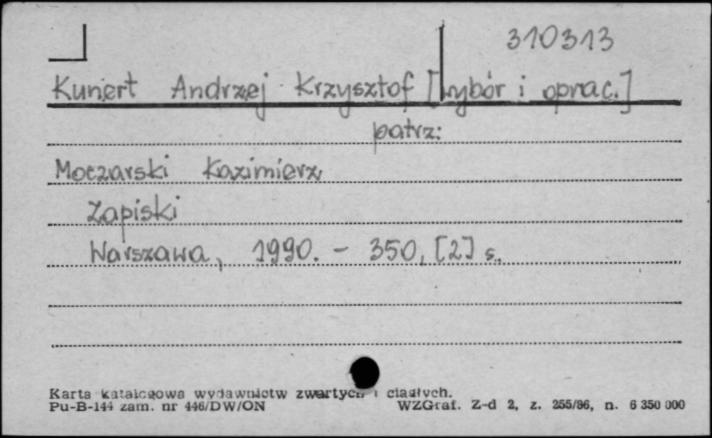 310313
Kunert Andrzej Krzysztof [wybór i oprac.]
patrz:
Moczarski Kazimierz
Zapiski
Warszawa, 1990. - 350, [2] s.
Karta katalogowa wydawnictw zwartych i ciągłych.
Pu-B-144 zam. nr 446/DW/ON WZGraf. Z-d 2, z. 255/86, n. 6 350 000